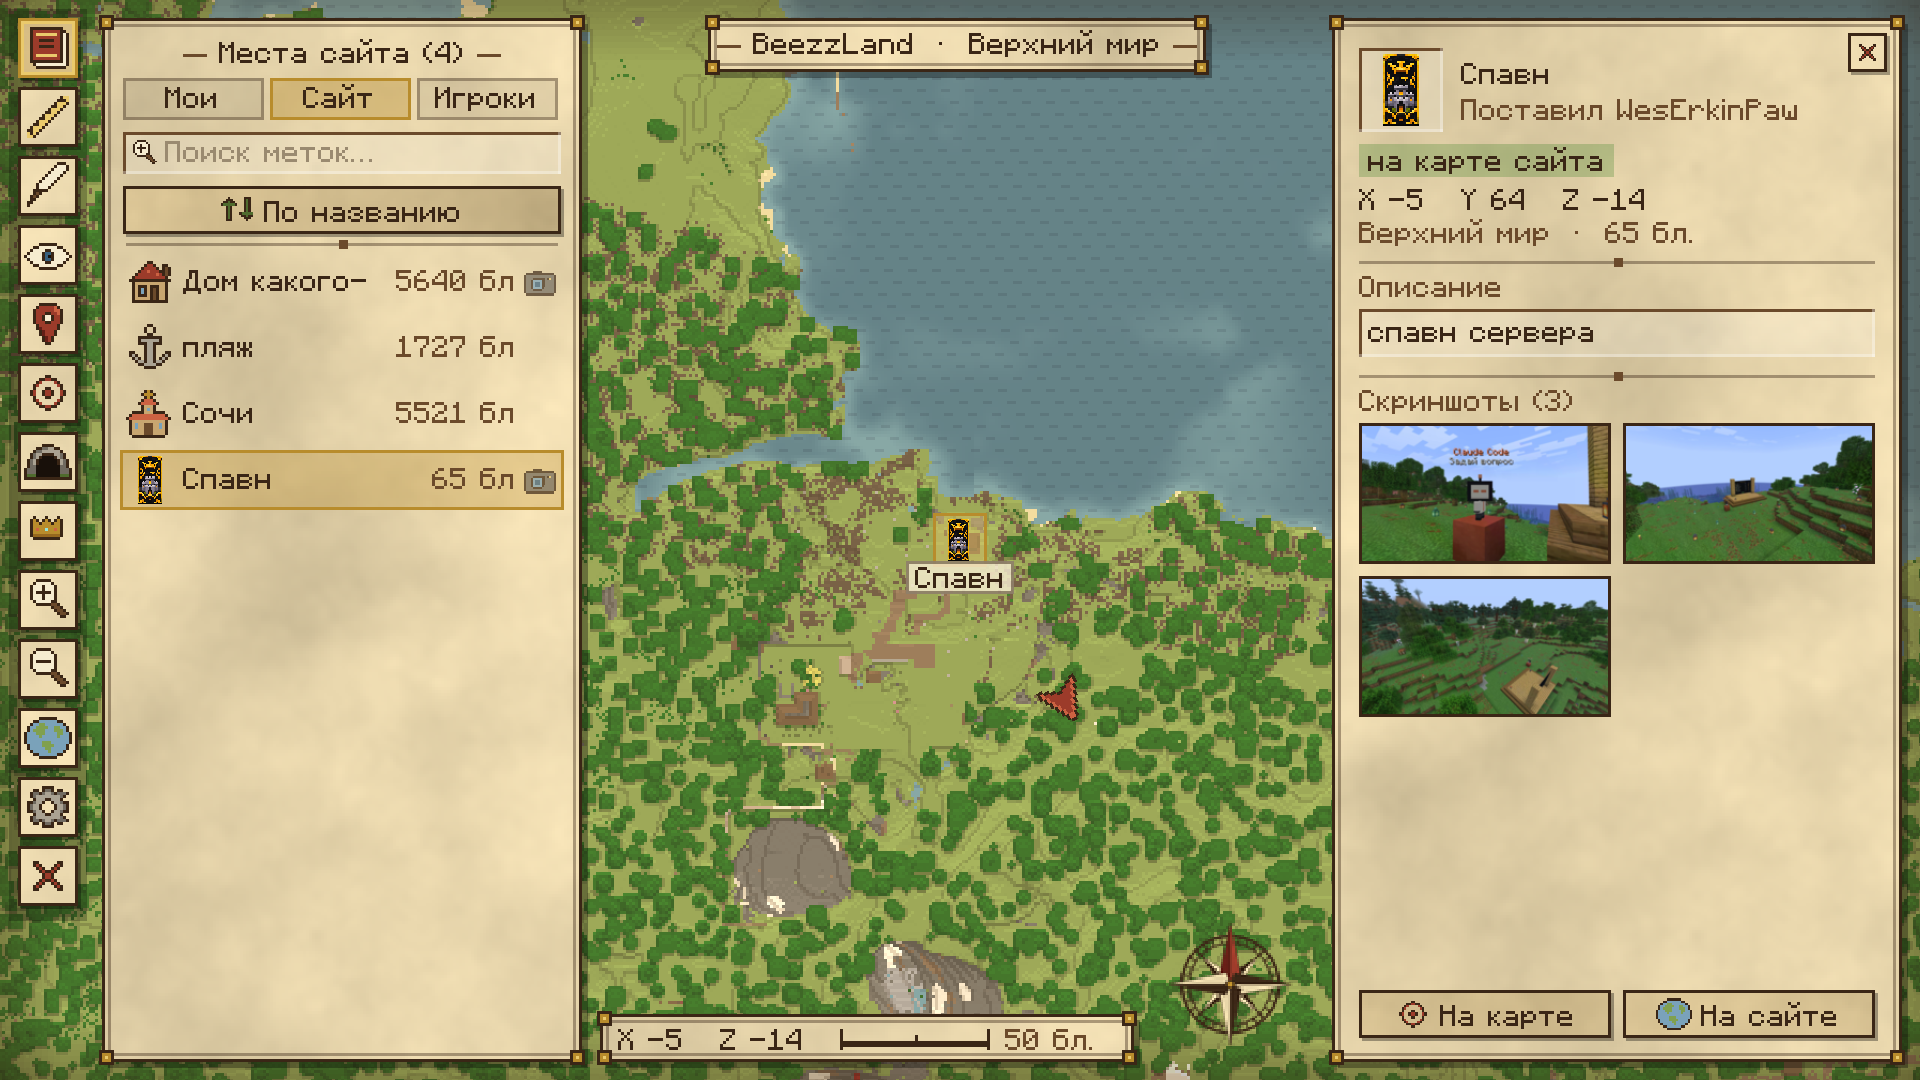 — Места сайта (4) —
Мои
Сайт
Игроки
Поиск меток...
По названию
Дом какого-
5640 бл
пляж
1727 бл
Сочи
5521 бл
Спавн
65 бл
— BeezzLand · Верхний мир —
Спавн
X -5 Z -14
50 бл.
Спавн
Поставил WesErkinPaw
на карте сайта
X -5 Y 64 Z -14
Верхний мир · 65 бл.
Описание
спавн сервера
Скриншоты (3)
Claude Code
Задай вопрос
На карте
На сайте